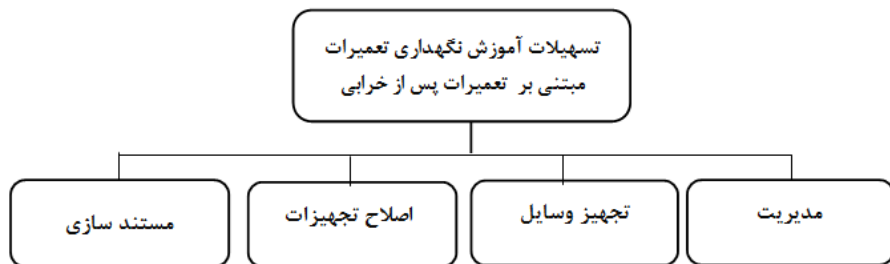 تسهیلات آموزش نگهداری تعمیرات
مبتنی بر تعمیرات پس از خرابی
مدیریت
تجهیز وسایل
اصلاح تجهیزات
مستند سازی